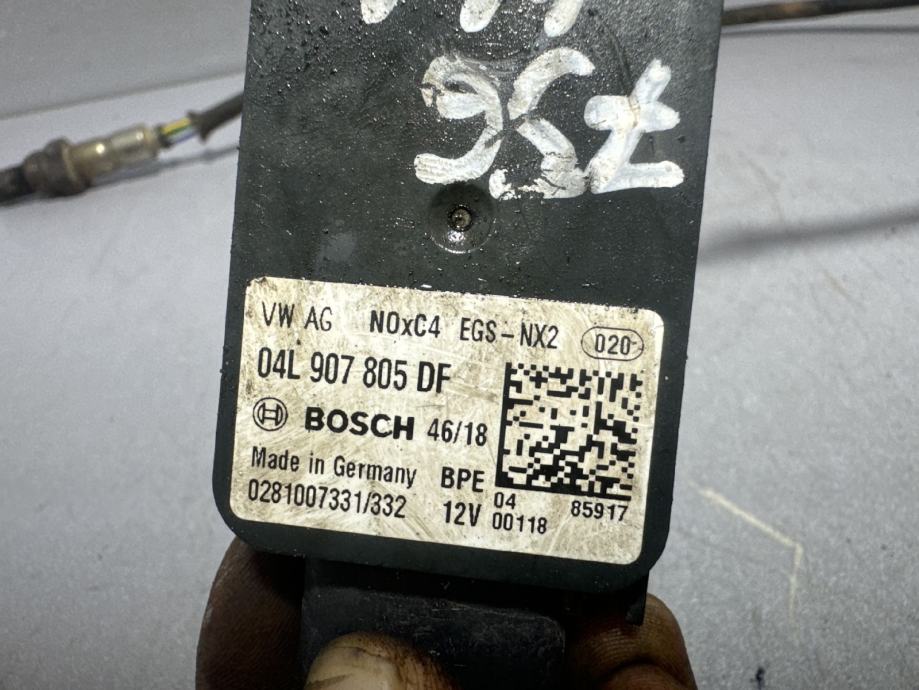 VW AG NOxC4 EGS-NX2 020
04L 907 805 DF
BOSCH 46/18
Made in Germany BPE
0281007331/332 12V
04 85917
00118